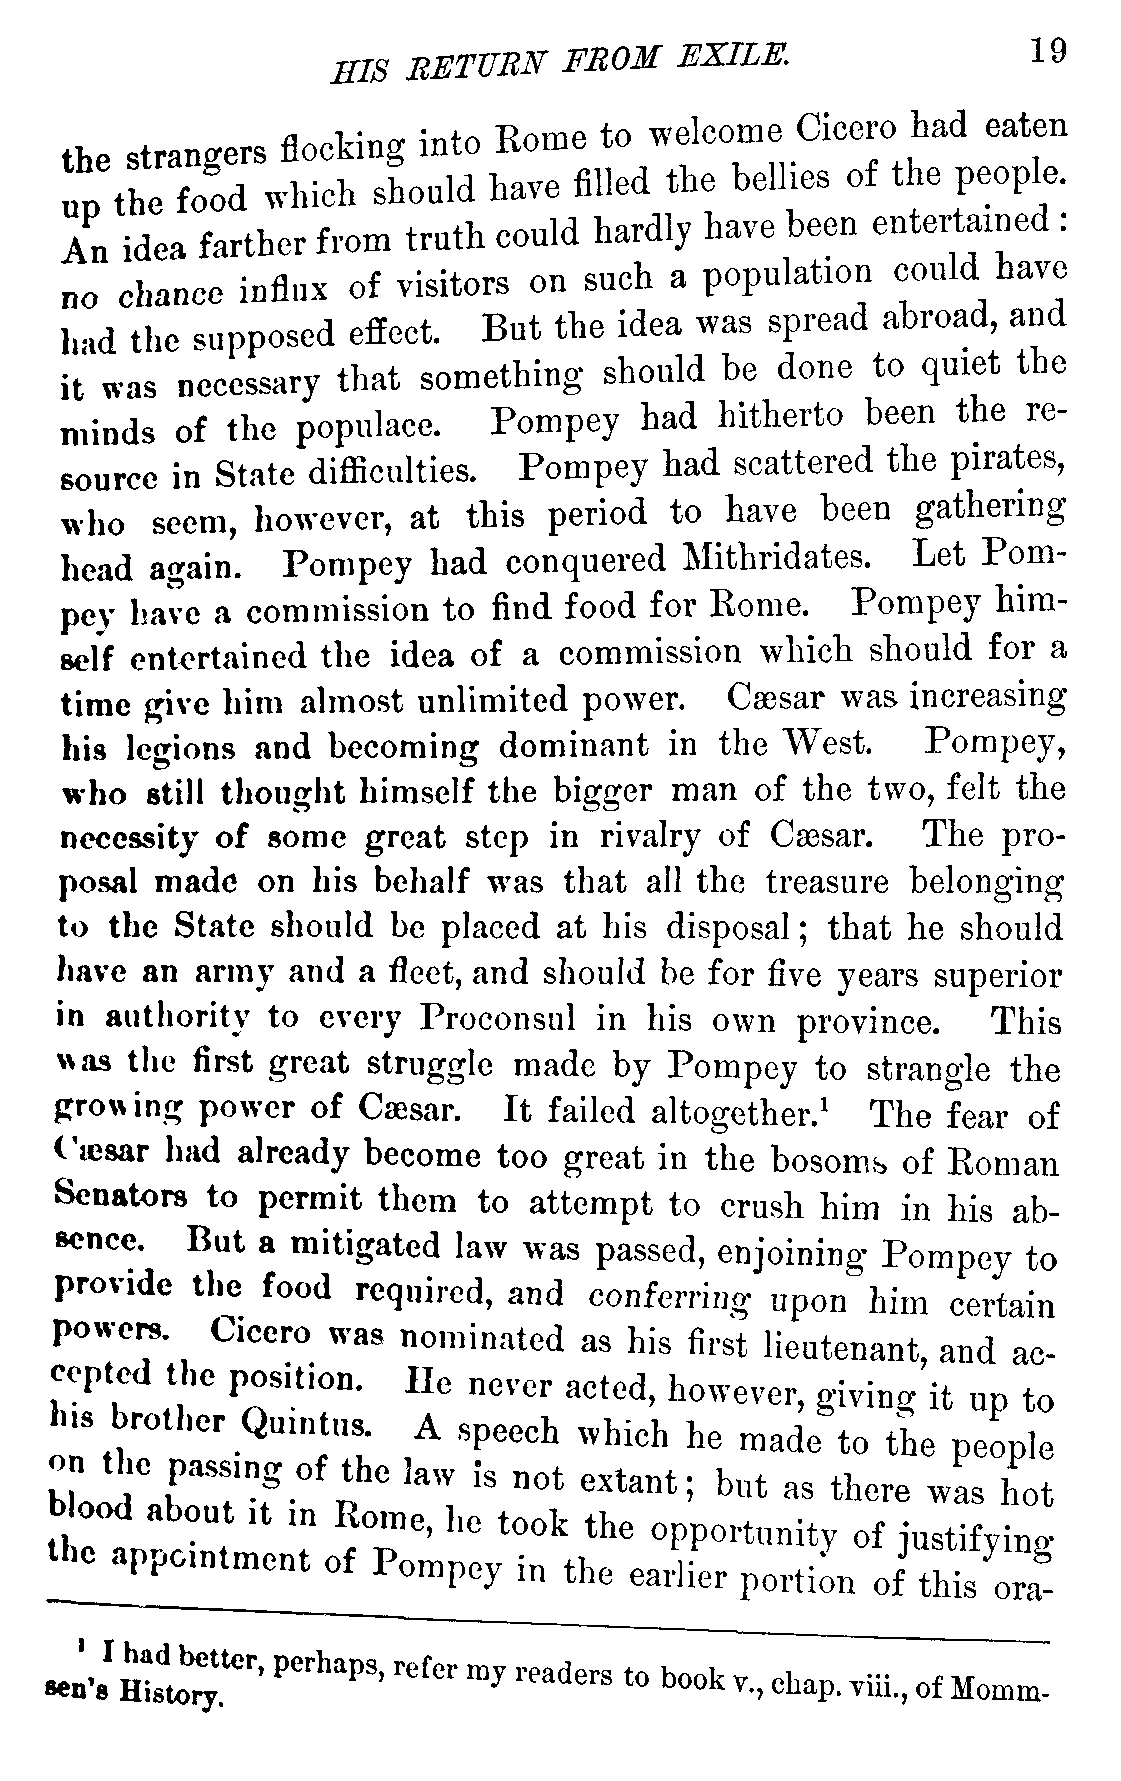 HIS RETURN FROM EXILE. 19
the strangers flocking into Rome to welcome Cicero had eaten
up the food which should have filled the bellies of the people.
An idea farther from truth could hardly have been entertained :
no chance influx of visitors on such a population could have
had the supposed effect. But the idea was spread abroad, and
it was necessary that something should be done to quiet the
minds of the populace. Pompey had hitherto been the re-
source in State difficulties. Pompey had scattered the pirates,
who seem, however, at this period to have been gathering
head again. Pompey had conquered Mithridates. Let Pom-
pey have a commission to find food for Rome. Pompey him-
self entertained the idea of a commission which should for a
time give him almost unlimited power. Cæsar was increasing
his legions and becoming dominant in the West. Pompey,
who still thought himself the bigger man of the two, felt the
necessity of some great step in rivalry of Cæsar. The pro-
posal made on his behalf was that all the treasure belonging
to the State should be placed at his disposal; that he should
have an army and a fleet, and should be for five years superior
in authority to every Proconsul in his own province. This
was the first great struggle made by Pompey to strangle the
growing power of Cæsar. It failed altogether.¹ The fear of
Cæsar had already become too great in the bosoms of Roman
Senators to permit them to attempt to crush him in his ab-
sence. But a mitigated law was passed, enjoining Pompey to
provide the food required, and conferring upon him certain
powers. Cicero was nominated as his first lieutenant, and ac-
cepted the position. He never acted, however, giving it up to
his brother Quintus. A speech which he made to the people
on the passing of the law is not extant; but as there was hot
blood about it in Rome, he took the opportunity of justifying
the appointment of Pompey in the earlier portion of this ora-
¹ I had better, perhaps, refer my readers to book v., chap. viii., of Momm-
sen's History.